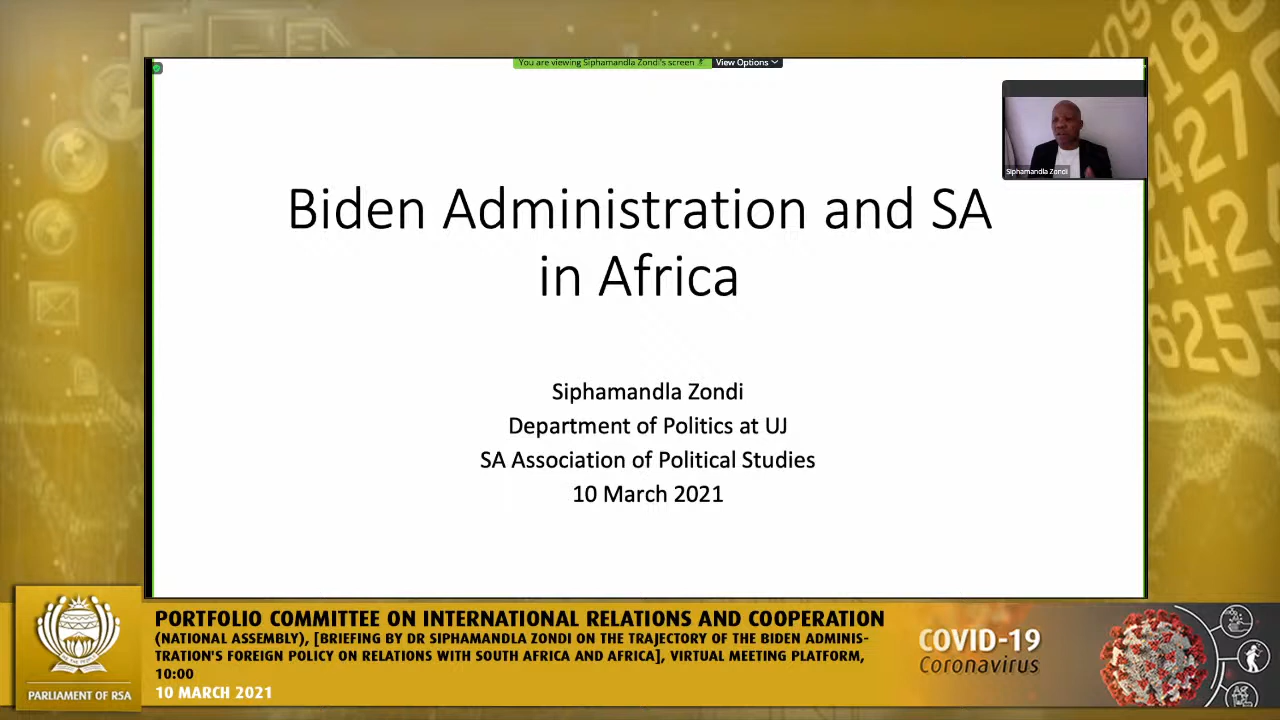 You are viewing Siphamandla Zondi's screen
View Options
Siphamandla Zondi
Biden Administration and SA
in Africa
Siphamandla Zondi
Department of Politics at UJ
SA Association of Political Studies
10 March 2021
PORTFOLIO COMMITTEE ON INTERNATIONAL RELATIONS AND COOPERATION
(NATIONAL ASSEMBLY), [BRIEFING BY DR SIPHAMANDLA ZONDI ON THE TRAJECTORY OF THE BIDEN ADMINIS-
TRATION'S FOREIGN POLICY ON RELATIONS WITH SOUTH AFRICA AND AFRICA], VIRTUAL MEETING PLATFORM,
10:00
10 MARCH 2021
PARLIAMENT OF RSA
COVID-19
Coronavirus